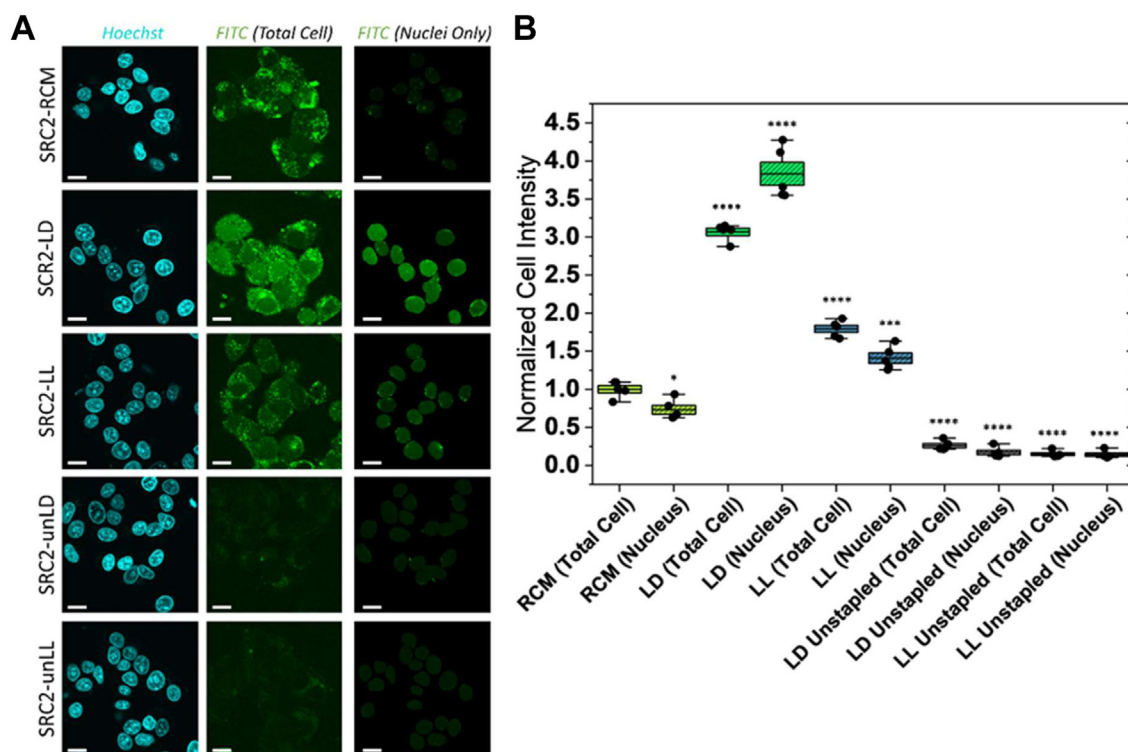 A
Hoechst
FITC (Total Cell)
FITC (Nuclei Only)
SRC2-RCM
SCR2-LD
SRC2-LL
SRC2-unLD
SRC2-unLL
B
Normalized Cell Intensity
4.5
4.0
3.5
3.0
2.5
2.0
1.5
1.0
0.5
0.0
*
****
****
****
***
****
****
****
****
RCM (Total Cell)
RCM (Nucleus)
LD (Total Cell)
LD (Nucleus)
LL (Total Cell)
LL (Nucleus)
LD Unstapled (Total Cell)
LD Unstapled (Nucleus)
LL Unstapled (Total Cell)
LL Unstapled (Nucleus)